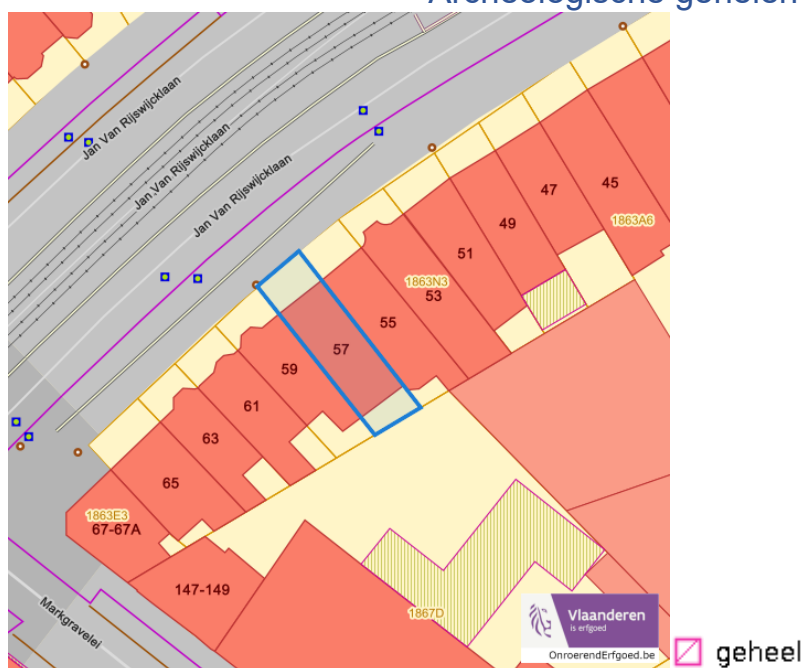 Archeologische gehelen
Jan Van Rijswijcklaan
Jan Van Rijswijcklaan
Jan Van Rijswijcklaan
45
47
1863A6
49
51
1863N3
53
55
57
59
61
63
65
1863E3
67-67A
147-149
1867D
Markgravelei
Vlaanderen
is erfgoed
OnroerendErfgoed.be
geheel